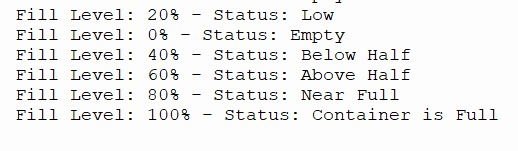 Fill Level: 20% - Status: Low
Fill Level: 0% - Status: Empty
Fill Level: 40% - Status: Below Half
Fill Level: 60% - Status: Above Half
Fill Level: 80% - Status: Near Full
Fill Level: 100% - Status: Container is Full